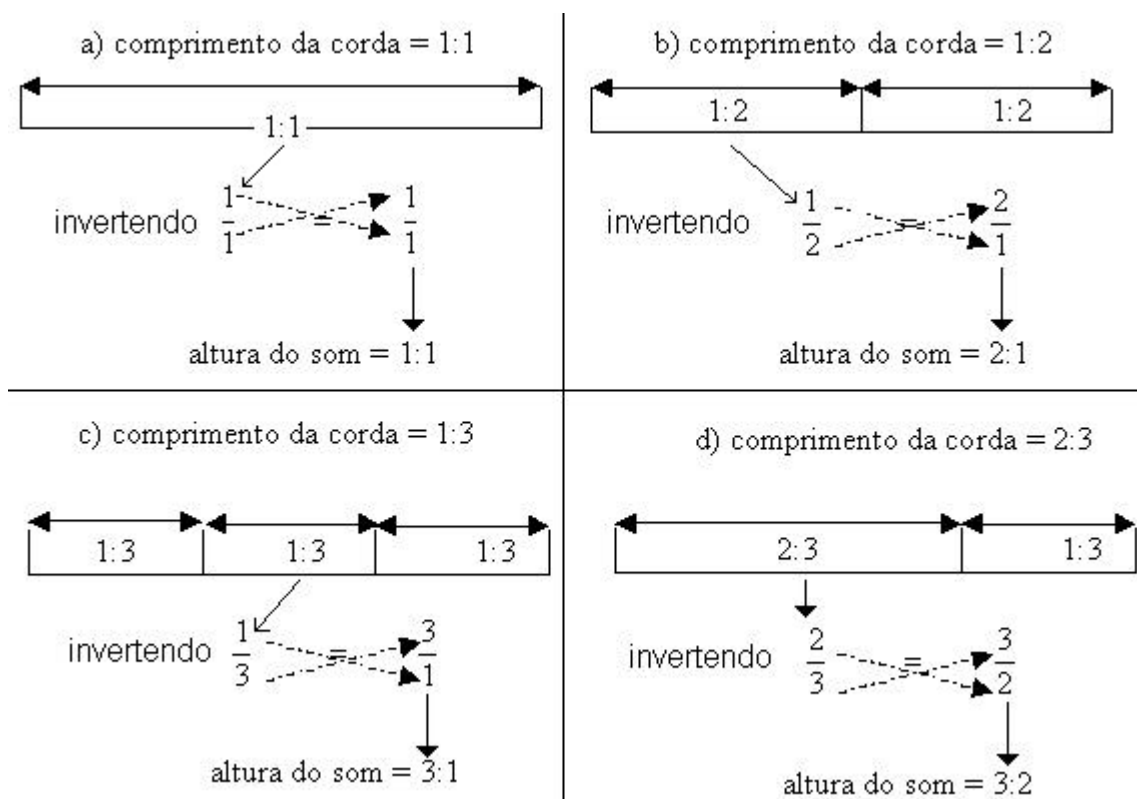 a) comprimento da corda = 1:1
1:1
invertendo 1/1 = 1/1
altura do som = 1:1
b) comprimento da corda = 1:2
1:2 1:2
invertendo 1/2 = 2/1
altura do som = 2:1
c) comprimento da corda = 1:3
1:3 1:3 1:3
invertendo 1/3 = 3/1
altura do som = 3:1
d) comprimento da corda = 2:3
2:3 1:3
invertendo 2/3 = 3/2
altura do som = 3:2